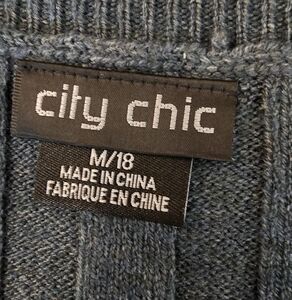 city chic
M/18
MADE IN CHINA
FABRIQUE EN CHINE